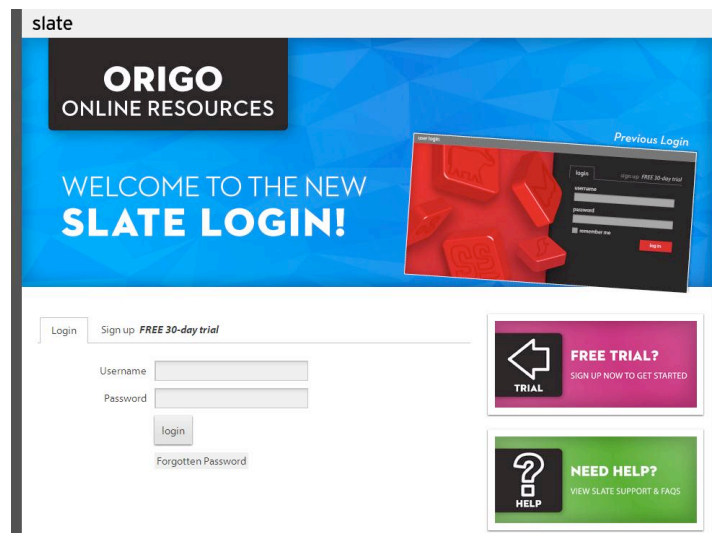 slate
ORIGO
ONLINE RESOURCES
Previous Login
user login
login
sign up FREE 30-day trial
username
password
remember me
log in
WELCOME TO THE NEW
SLATE LOGIN!
Login
Sign up FREE 30-day trial
Username
Password
login
Forgotten Password
TRIAL
FREE TRIAL?
SIGN UP NOW TO GET STARTED
HELP
NEED HELP?
VIEW SLATE SUPPORT & FAQS